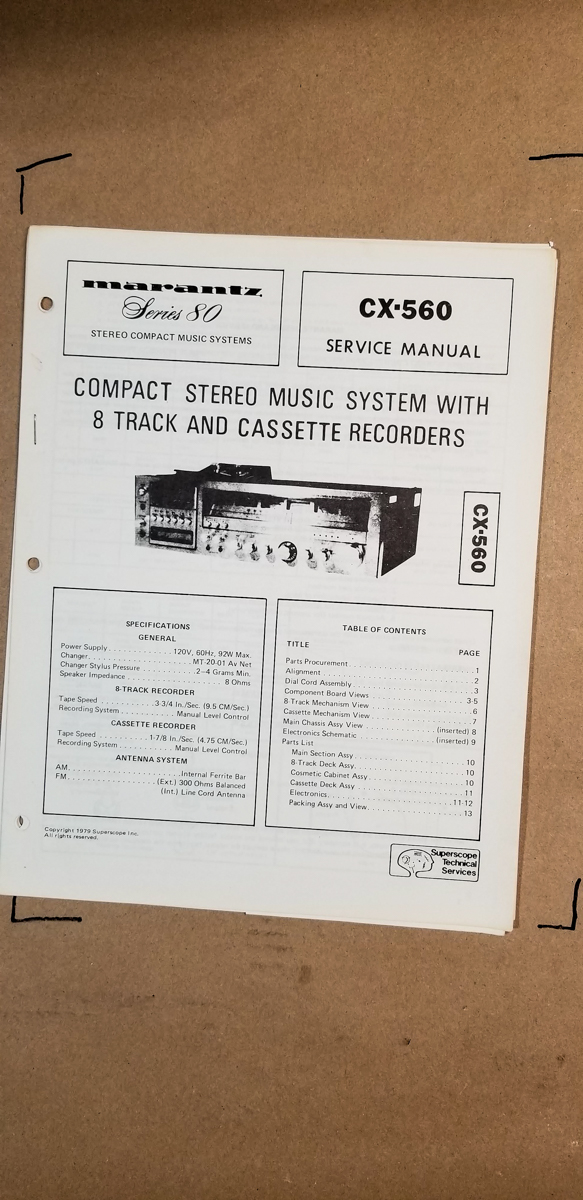 marantz
Series 80
STEREO COMPACT MUSIC SYSTEMS
CX-560
SERVICE MANUAL
COMPACT STEREO MUSIC SYSTEM WITH
8 TRACK AND CASSETTE RECORDERS
CX-560
SPECIFICATIONS
GENERAL
Power Supply . . . . . . . . . . . . 120V, 60Hz, 92W Max.
Changer. . . . . . . . . . . . . . . . . . . MT-20-01 Av Net
Changer Stylus Pressure . . . . . . . . . . 2–4 Grams Min.
Speaker Impedance . . . . . . . . . . . . . . . . . . 8 Ohms
8-TRACK RECORDER
Tape Speed . . . . . . . . . . 3-3/4 In./Sec. (9.5 CM/Sec.)
Recording System . . . . . . . . . . Manual Level Control
CASSETTE RECORDER
Tape Speed . . . . . . . . . 1-7/8 In./Sec. (4.75 CM/Sec.)
Recording System . . . . . . . . . . Manual Level Control
ANTENNA SYSTEM
AM. . . . . . . . . . . . . . . . . . . . . Internal Ferrite Bar
FM. . . . . . . . . . . . . . . . (Ext.) 300 Ohms Balanced
(Int.) Line Cord Antenna
TABLE OF CONTENTS
TITLE PAGE
Parts Procurement. . . . . . . . . . . . . . . . . . . . . 1
Alignment . . . . . . . . . . . . . . . . . . . . . . . . . 2
Dial Cord Assembly . . . . . . . . . . . . . . . . . . . . 3
Component Board Views . . . . . . . . . . . . . . . . 3-5
8-Track Mechanism View . . . . . . . . . . . . . . . . . 6
Cassette Mechanism View . . . . . . . . . . . . . . . . 7
Main Chassis Assy View . . . . . . . . . . . . (inserted) 8
Electronics Schematic . . . . . . . . . . . . . (inserted) 9
Parts List
Main Section Assy . . . . . . . . . . . . . . . . . . . 10
8-Track Deck Assy. . . . . . . . . . . . . . . . . . . 10
Cosmetic Cabinet Assy . . . . . . . . . . . . . . . . 10
Cassette Deck Assy . . . . . . . . . . . . . . . . . . 11
Electronics. . . . . . . . . . . . . . . . . . . . . . 11-12
Packing Assy and View. . . . . . . . . . . . . . . . . 13
Copyright 1979 Superscope Inc.
All rights reserved.
Superscope
Technical
Services